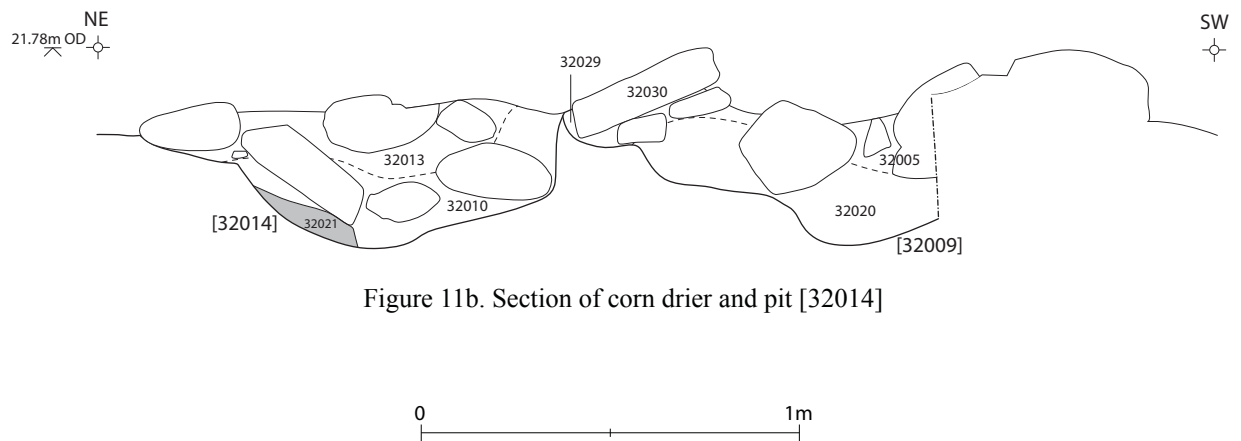 NE
SW
21.78m OD
32029
32030
32013
32005
32010
32020
32021
[32014]
[32009]
Figure 11b. Section of corn drier and pit [32014]
0 1m